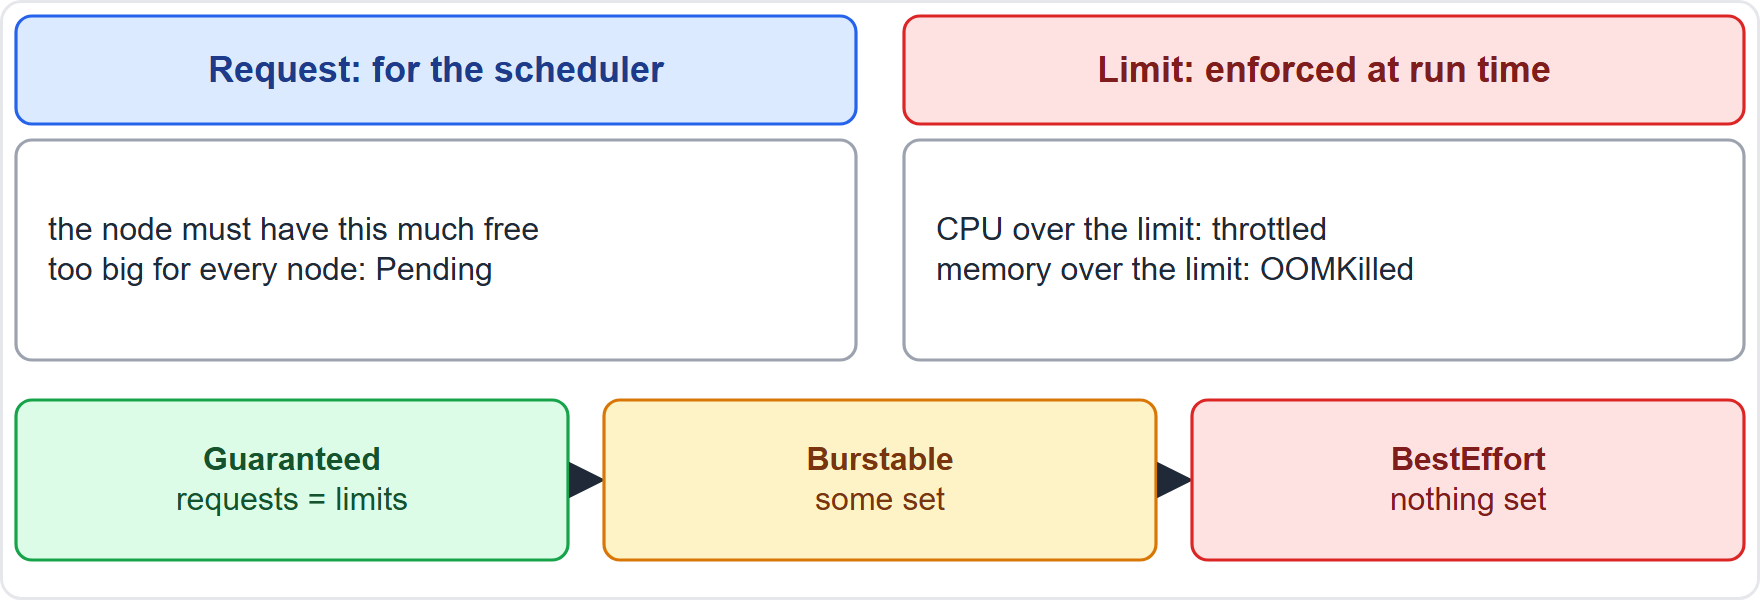 Request: for the scheduler
Limit: enforced at run time
the node must have this much free
too big for every node: Pending
CPU over the limit: throttled
memory over the limit: OOMKilled
Guaranteed
requests = limits
Burstable
some set
BestEffort
nothing set